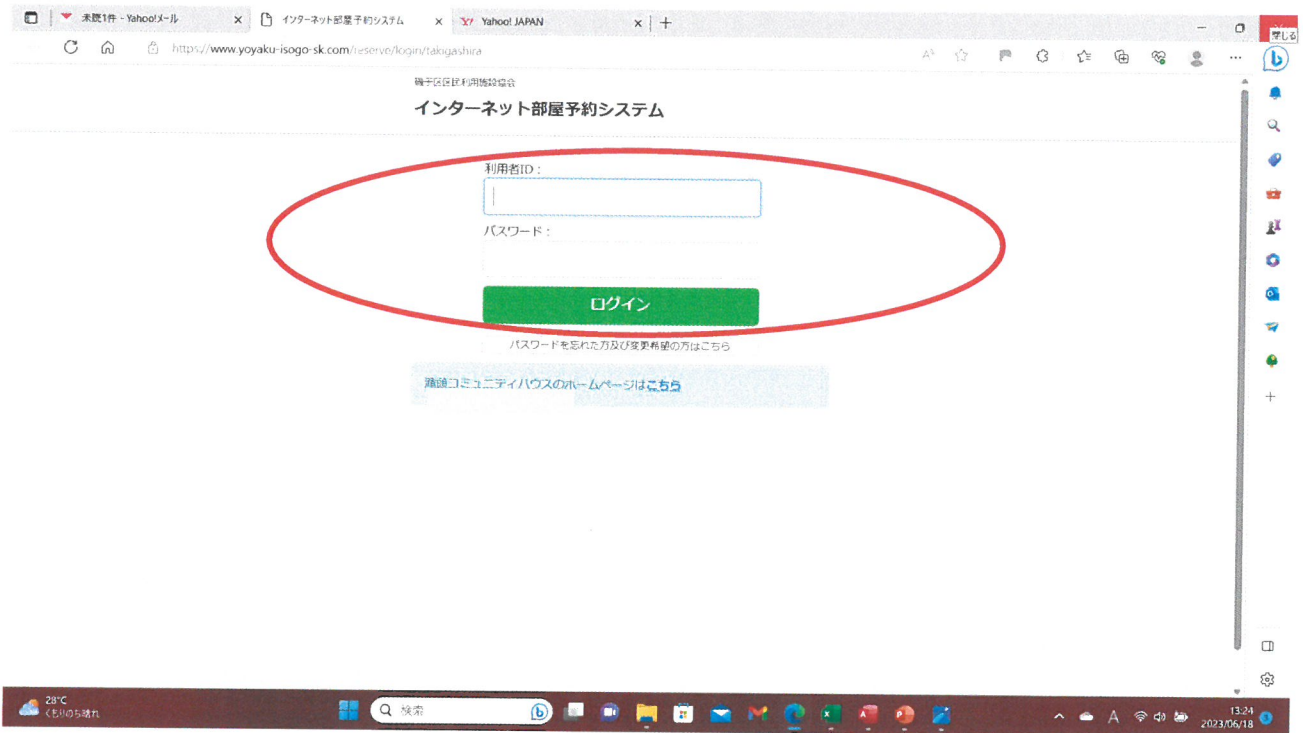 未読1件 - Yahoo!メール
インターネット部屋予約システム
Yahoo! JAPAN
閉じる
https://www.yoyaku-isogo-sk.com/reserve/login/takigashira
磯子区区民利用施設協会
インターネット部屋予約システム
利用者ID：
パスワード：
ログイン
パスワードを忘れた方及び変更希望の方はこちら
滝頭コミュニティハウスのホームページはこちら
28°C
くもりのち晴れ
検索
13:24
2023/06/18